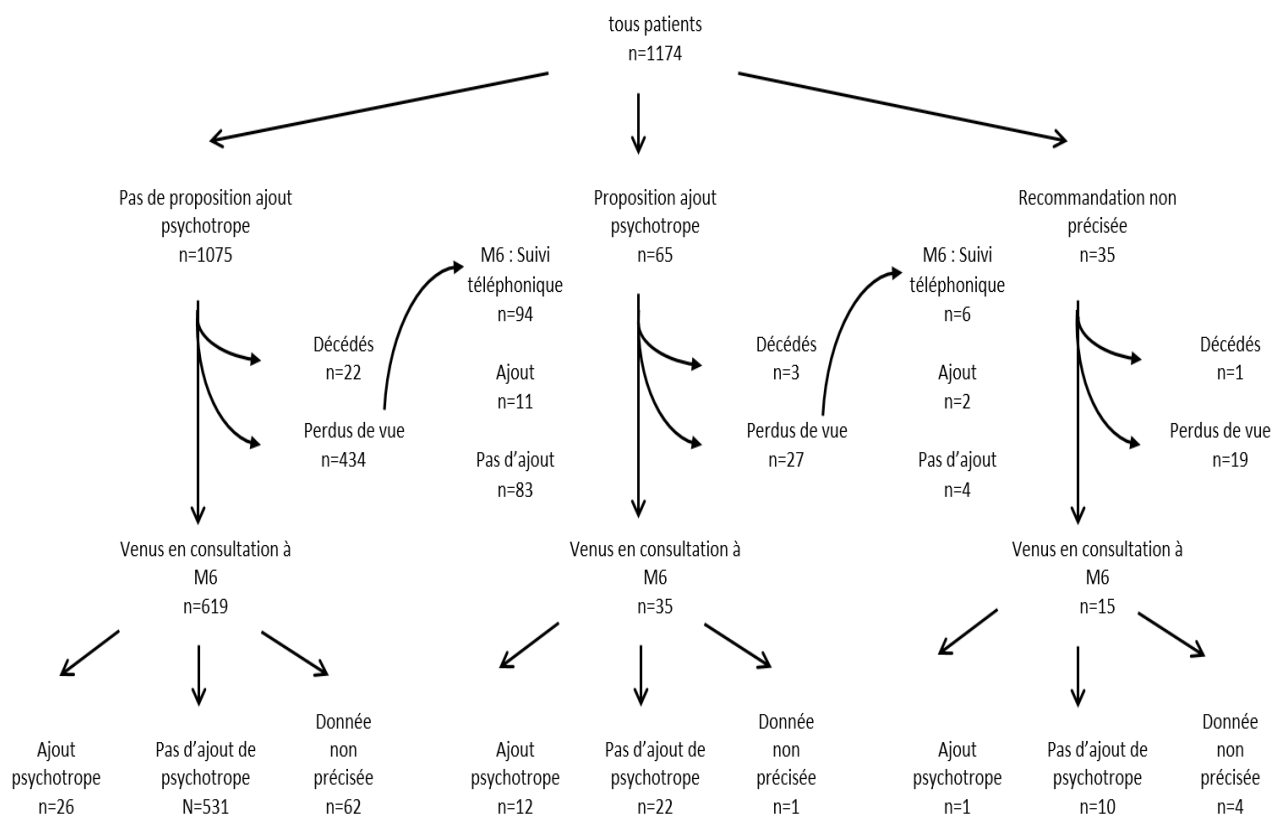 tous patients
n=1174
Pas de proposition ajout
psychotrope
n=1075
Proposition ajout
psychotrope
n=65
Recommandation non
précisée
n=35
M6 : Suivi
téléphonique
n=94
Ajout
n=11
Pas d’ajout
n=83
M6 : Suivi
téléphonique
n=6
Ajout
n=2
Pas d’ajout
n=4
Décédés
n=22
Perdus de vue
n=434
Décédés
n=3
Perdus de vue
n=27
Décédés
n=1
Perdus de vue
n=19
Venus en consultation à
M6
n=619
Venus en consultation à
M6
n=35
Venus en consultation à
M6
n=15
Ajout
psychotrope
n=26
Pas d’ajout de
psychotrope
N=531
Donnée
non
précisée
n=62
Ajout
psychotrope
n=12
Pas d’ajout de
psychotrope
n=22
Donnée
non
précisée
n=1
Ajout
psychotrope
n=1
Pas d’ajout de
psychotrope
n=10
Donnée
non
précisée
n=4